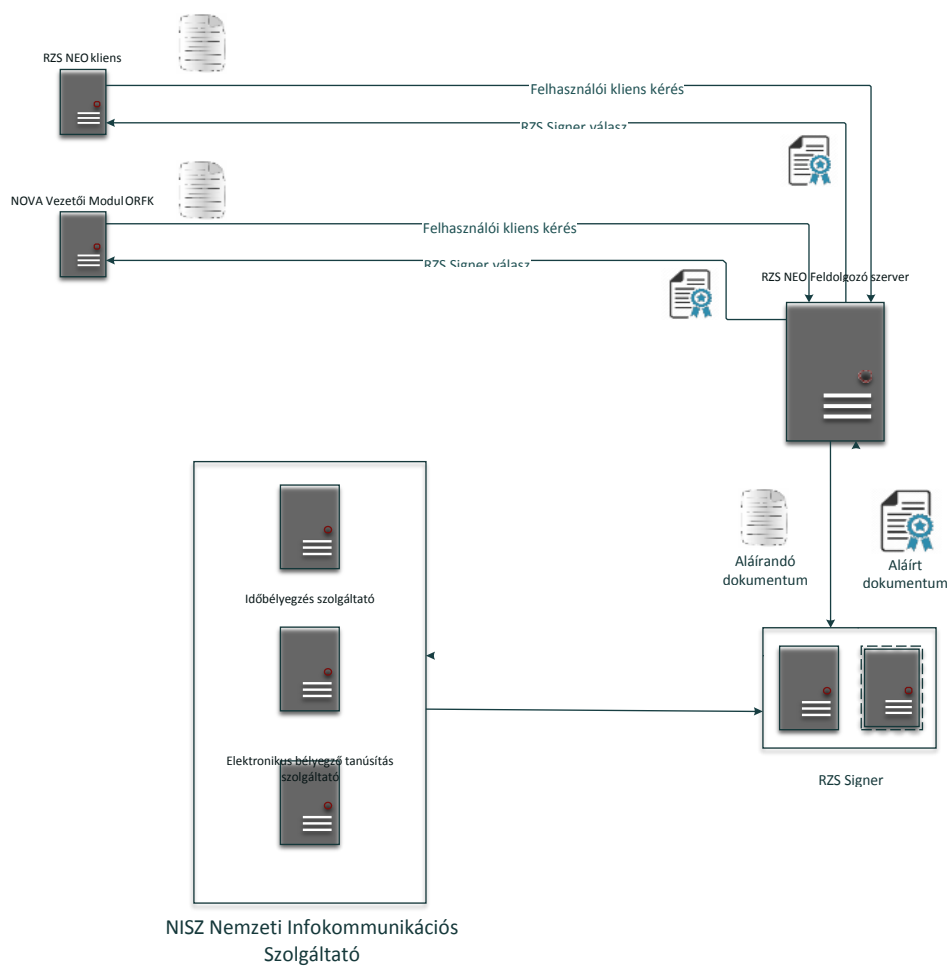 RZS NEO kliens
Felhasználói kliens kérés
RZS Signer válasz
NOVA Vezetői Modul ORFK
Felhasználói kliens kérés
RZS Signer válasz
RZS NEO Feldolgozó szerver
Aláírandó
dokumentum
Aláírt
dokumentum
Időbélyegzés szolgáltató
Elektronikus bélyegző tanúsítás
szolgáltató
RZS Signer
NISZ Nemzeti Infokommunikációs
Szolgáltató